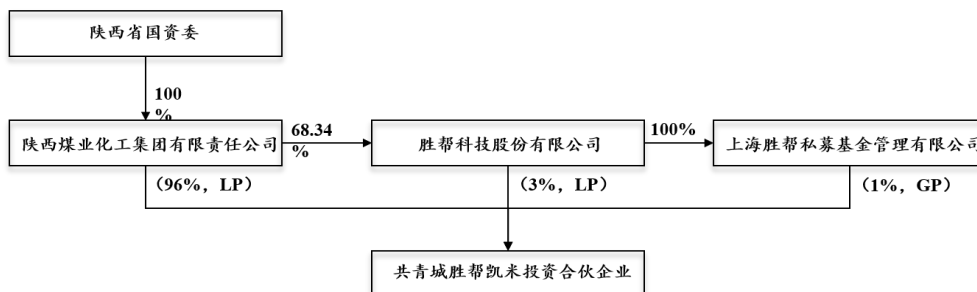 陕西省国资委
100
%
陕西煤业化工集团有限责任公司
68.34
%
胜帮科技股份有限公司
100%
上海胜帮私募基金管理有限公司
（96%，LP）
（3%，LP）
（1%，GP）
共青城胜帮凯米投资合伙企业